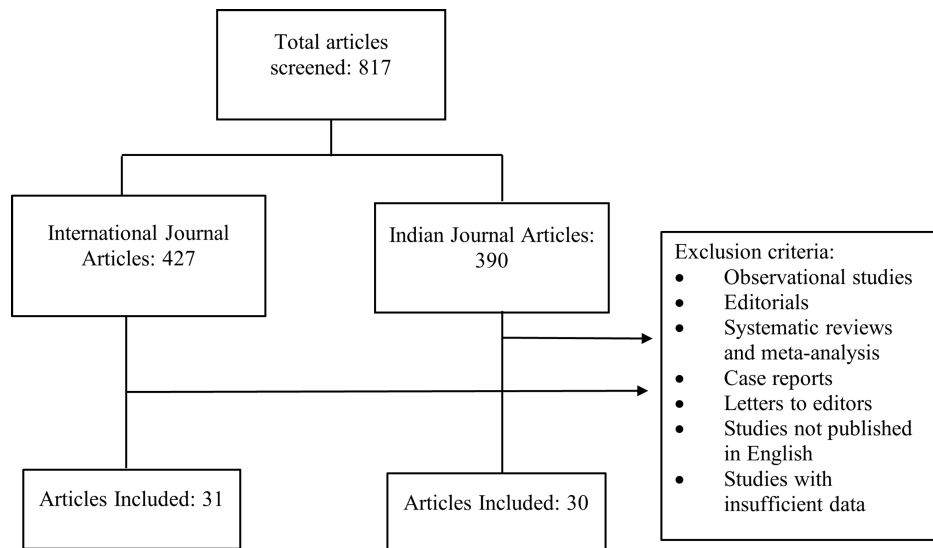 Total articles
screened: 817
International Journal
Articles: 427
Indian Journal Articles:
390
Exclusion criteria:
• Observational studies
• Editorials
• Systematic reviews
and meta-analysis
• Case reports
• Letters to editors
• Studies not published
in English
• Studies with
insufficient data
Articles Included: 31
Articles Included: 30